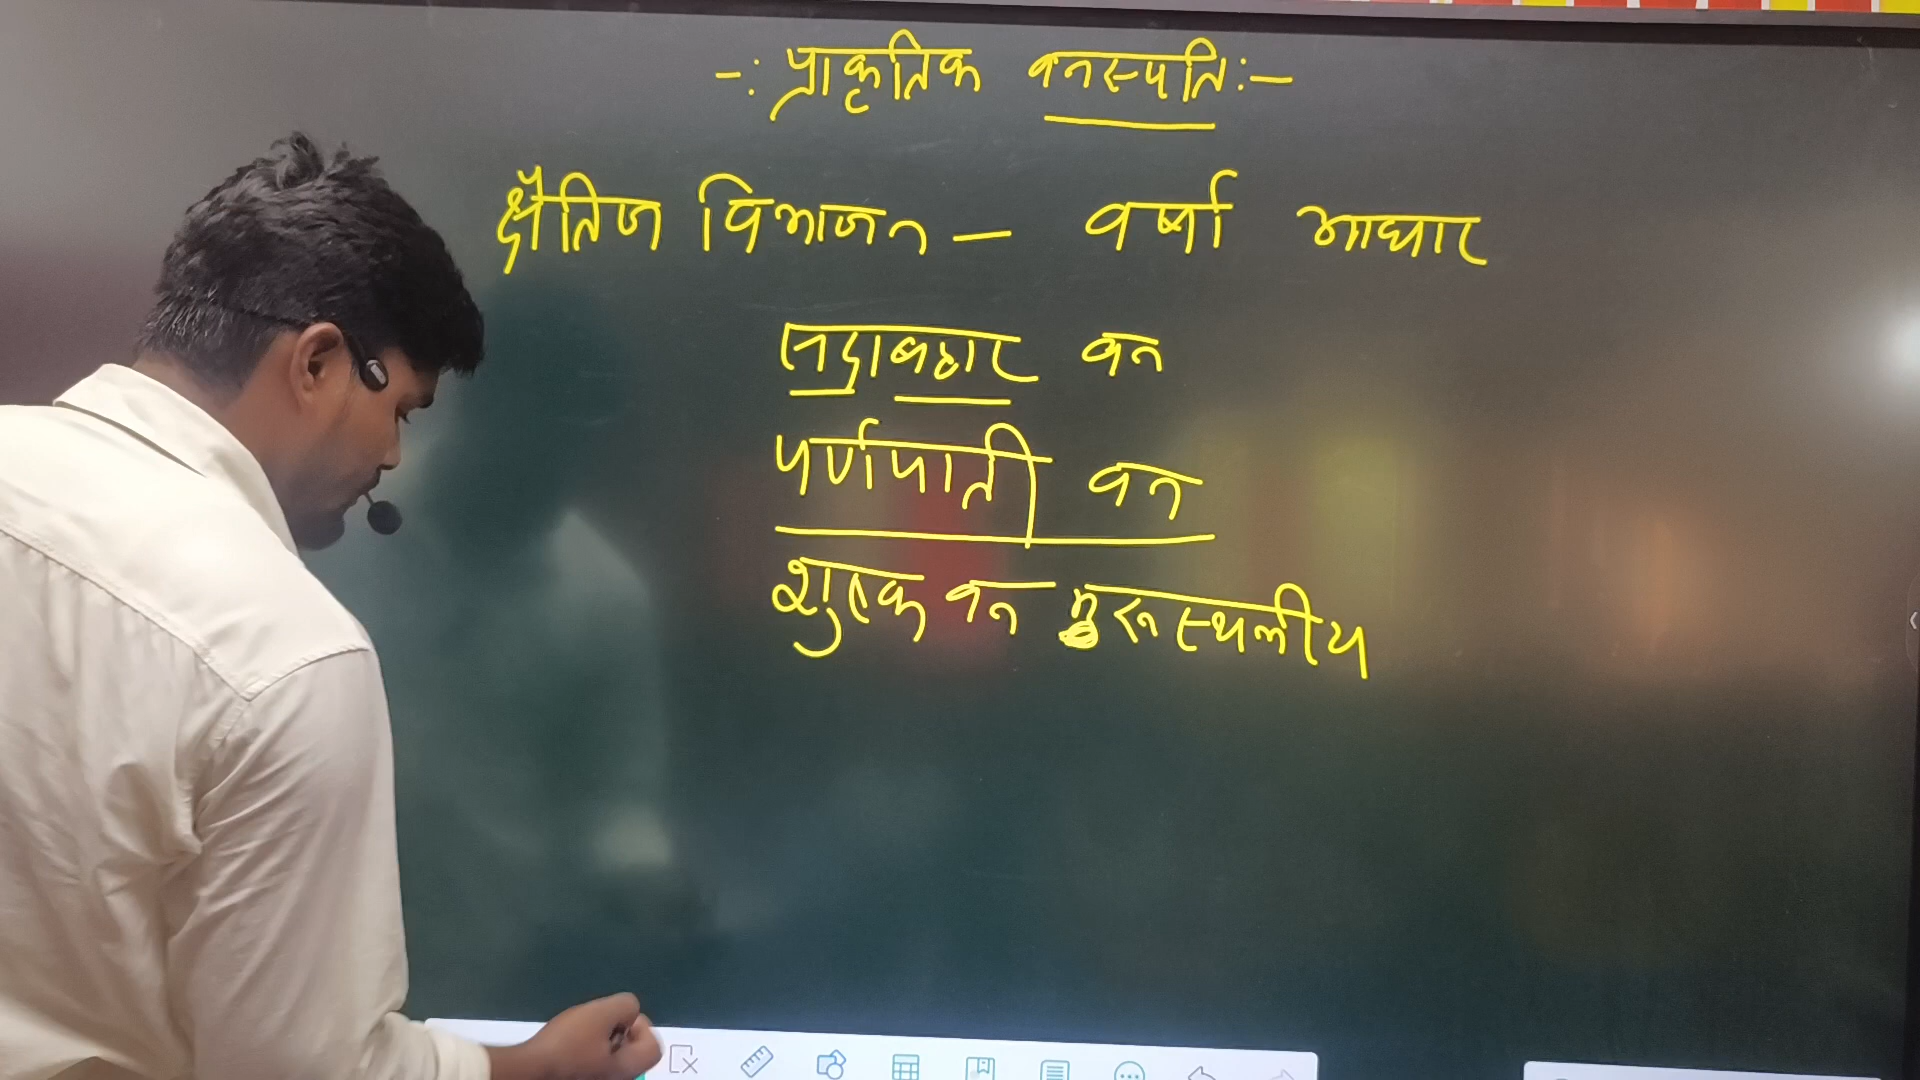 -: प्राकृतिक वनस्पति :-
क्षैतिज विभाजन - वर्षा आधार
सदाबहार वन
पर्णपाती वन
शुष्क वन मरुस्थलीय